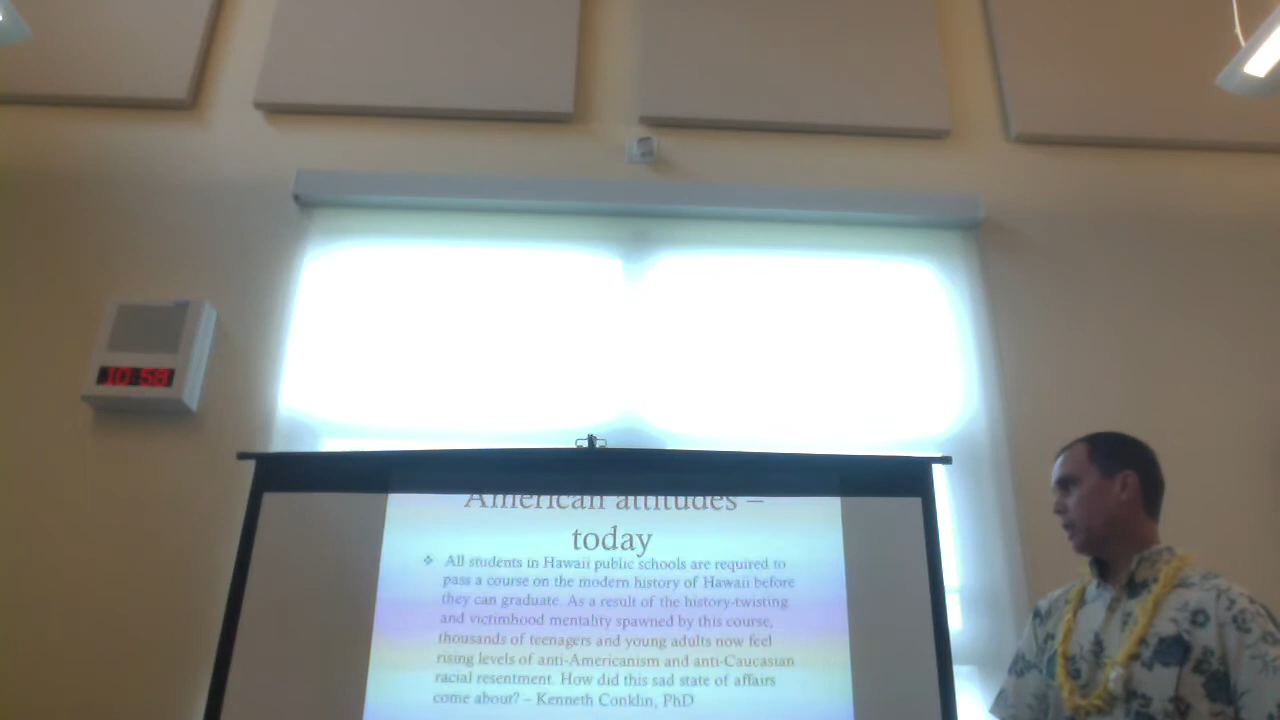 10:58
American attitudes –
today
❖ All students in Hawaii public schools are required to
pass a course on the modern history of Hawaii before
they can graduate. As a result of the history-twisting
and victimhood mentality spawned by this course,
thousands of teenagers and young adults now feel
rising levels of anti-Americanism and anti-Caucasian
racial resentment. How did this sad state of affairs
come about? – Kenneth Conklin, PhD